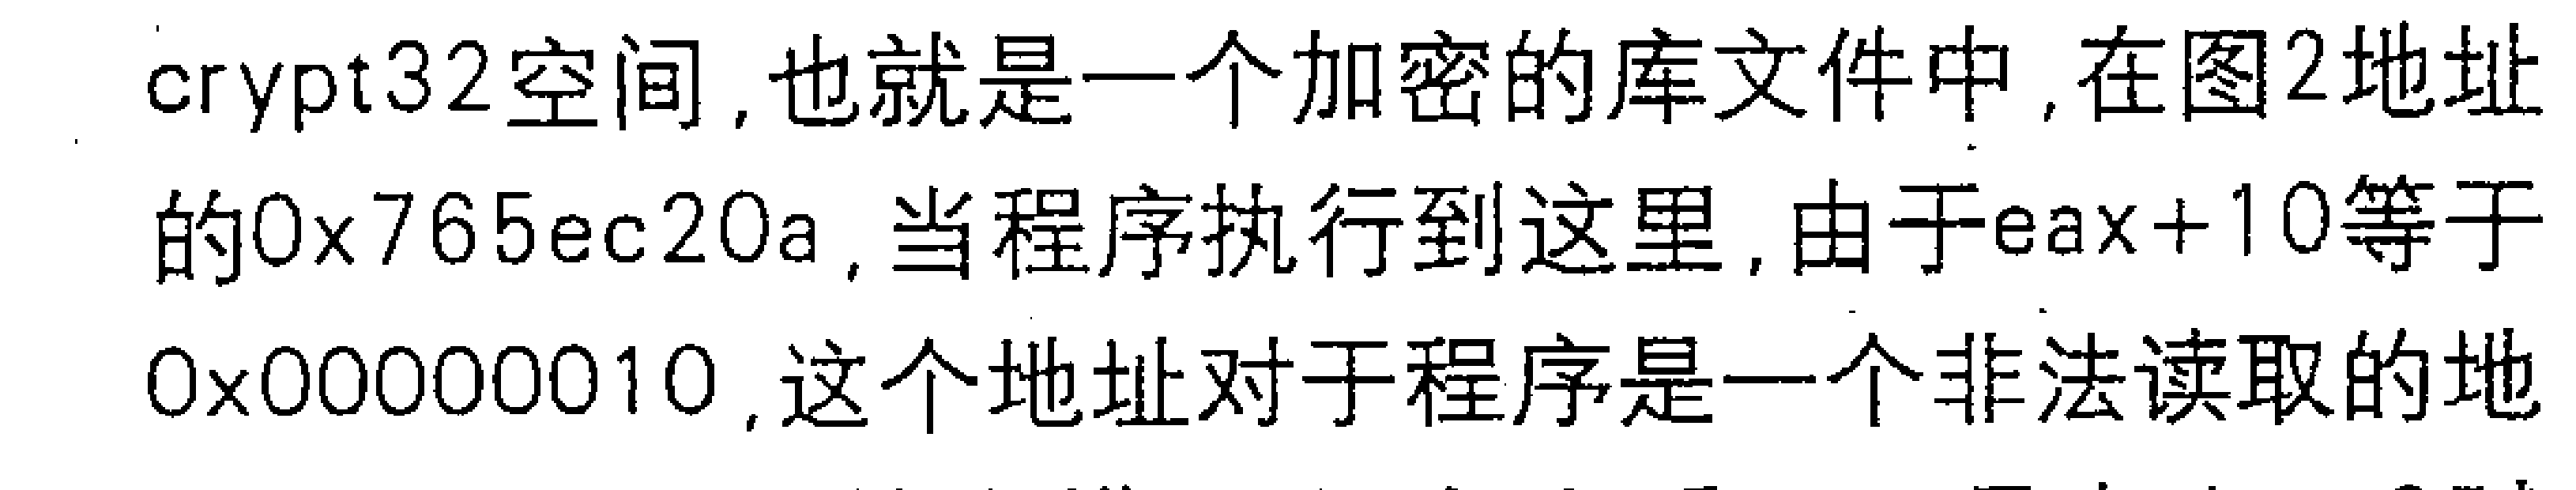 crypt32空间,也就是一个加密的库文件中,在图2地址
的0x765ec20a,当程序执行到这里,由于eax+10等于
0x00000010,这个地址对于程序是一个非法读取的地